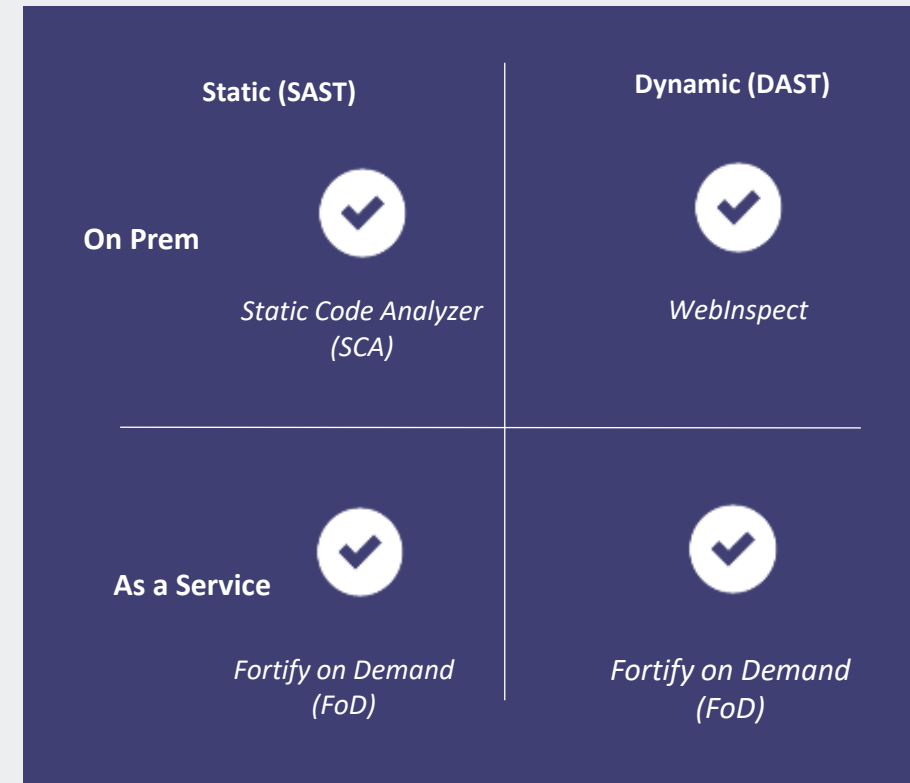 Static (SAST)
Dynamic (DAST)
On Prem
Static Code Analyzer
(SCA)
WebInspect
As a Service
Fortify on Demand
(FoD)
Fortify on Demand
(FoD)